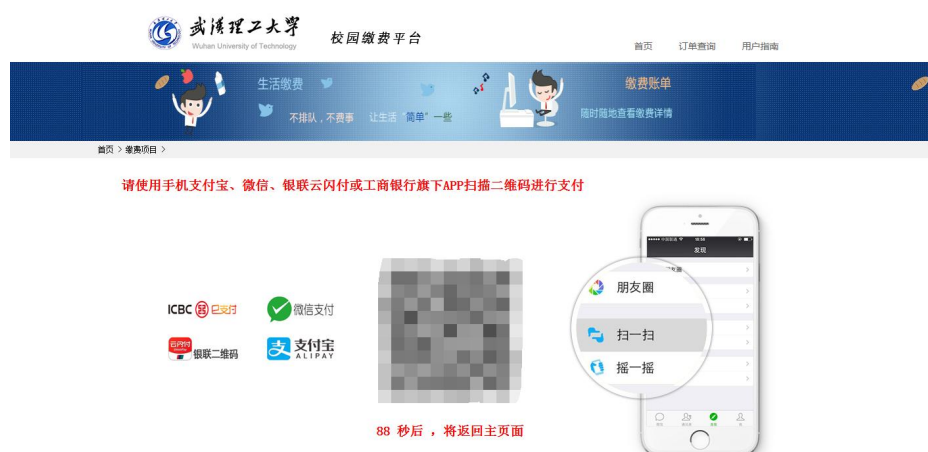 武汉理工大学
Wuhan University of Technology
校园缴费平台
首页 订单查询 用户指南
生活缴费
不排队，不费事 让生活“简单”一些
缴费账单
随时随地查看缴费详情
首页 > 缴费项目 >
请使用手机支付宝、微信、银联云闪付或工商银行旗下APP扫描二维码进行支付
发现
朋友圈
扫一扫
摇一摇
ICBC e支付
微信支付
云闪付
银联二维码
支 支付宝
ALIPAY
88 秒后 ，将返回主页面